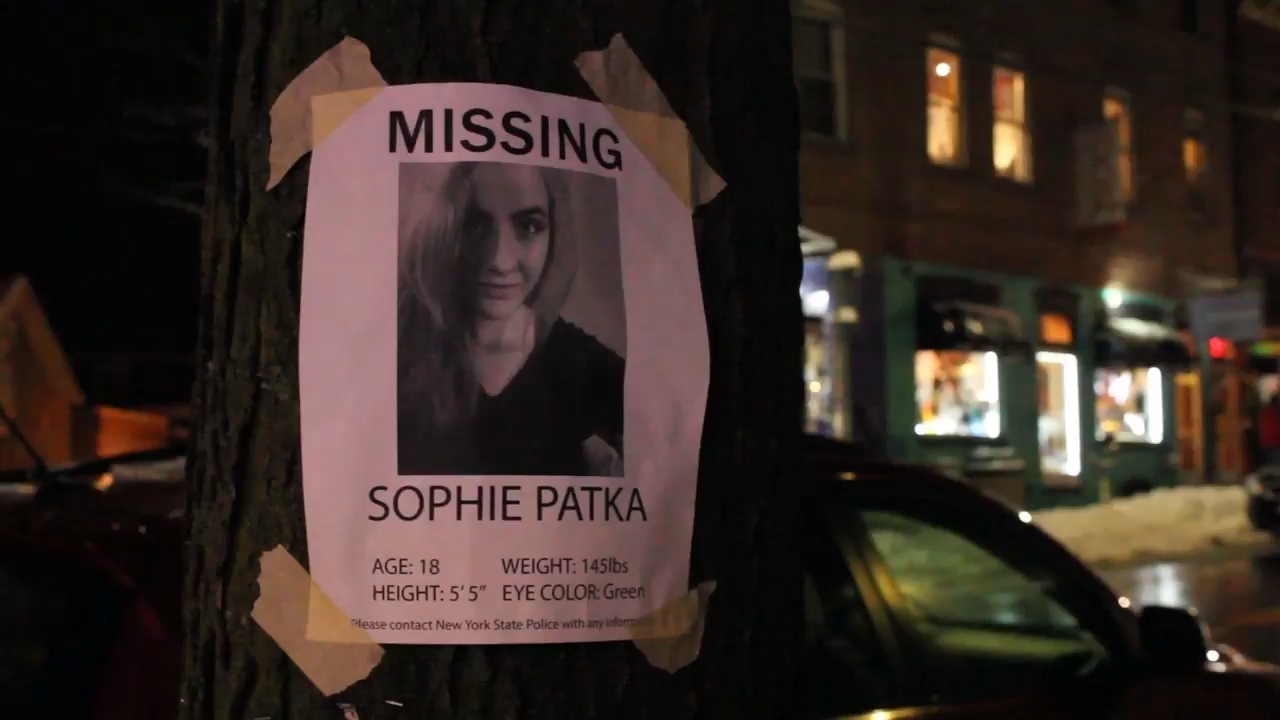 MISSING
SOPHIE PATKA
AGE: 18 WEIGHT: 145lbs
HEIGHT: 5' 5" EYE COLOR: Green
Please contact New York State Police with any